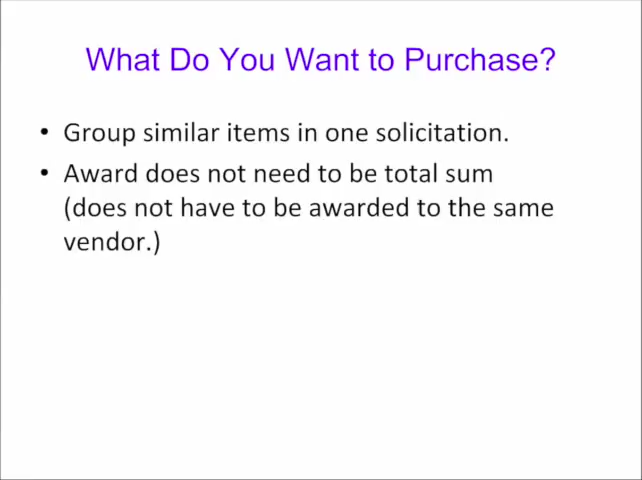 What Do You Want to Purchase?
• Group similar items in one solicitation.
• Award does not need to be total sum
(does not have to be awarded to the same
vendor.)